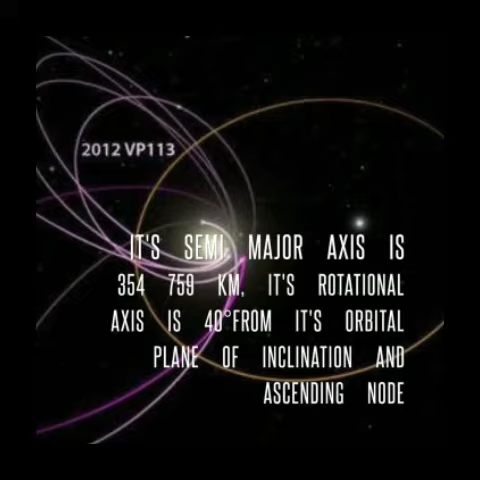 2012 VP113
IT'S SEMI MAJOR AXIS IS
354 759 KM, IT'S ROTATIONAL
AXIS IS 40°FROM IT'S ORBITAL
PLANE OF INCLINATION AND
ASCENDING NODE